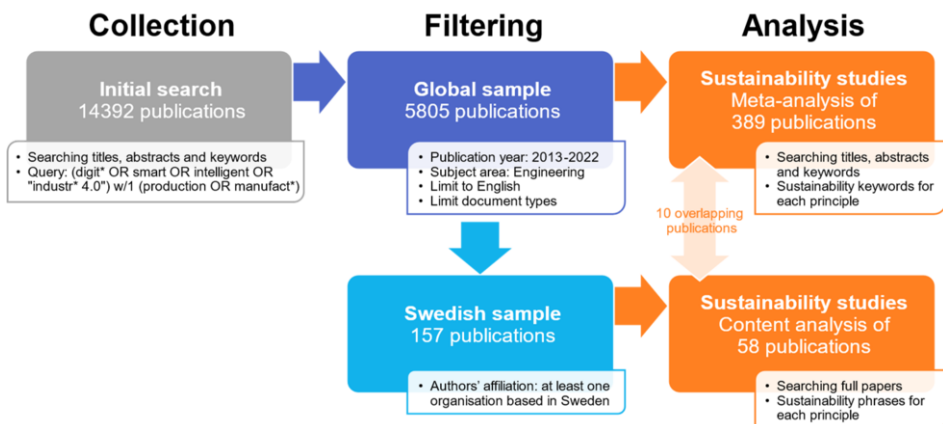 Collection
Filtering
Analysis
Initial search
14392 publications
• Searching titles, abstracts and keywords
• Query: (digit* OR smart OR intelligent OR
"industr* 4.0") w/1 (production OR manufact*)
Global sample
5805 publications
• Publication year: 2013-2022
• Subject area: Engineering
• Limit to English
• Limit document types
Sustainability studies
Meta-analysis of
389 publications
• Searching titles, abstracts
and keywords
• Sustainability keywords for
each principle
10 overlapping
publications
Swedish sample
157 publications
• Authors' affiliation: at least one
organisation based in Sweden
Sustainability studies
Content analysis of
58 publications
• Searching full papers
• Sustainability phrases for
each principle